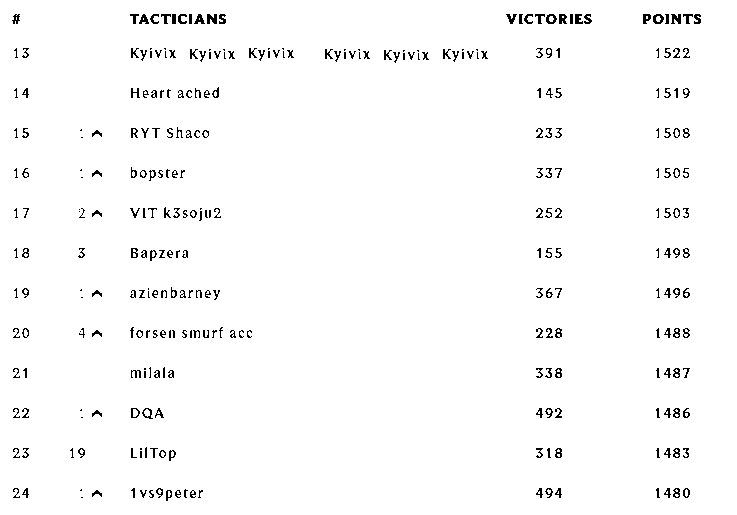 # TACTICIANS VICTORIES POINTS
13 Kyivix Kyivix Kyivix Kyivix Kyivix Kyivix 391 1522
14 Heart ached 145 1519
15 1 RYT Shaco 233 1508
16 1 bopster 337 1505
17 2 VIT k3soju2 252 1503
18 3 Bapzera 155 1498
19 1 azienbarney 367 1496
20 4 forsen smurf acc 228 1488
21 milala 338 1487
22 1 DQA 492 1486
23 19 LilTop 318 1483
24 1 1vs9peter 494 1480